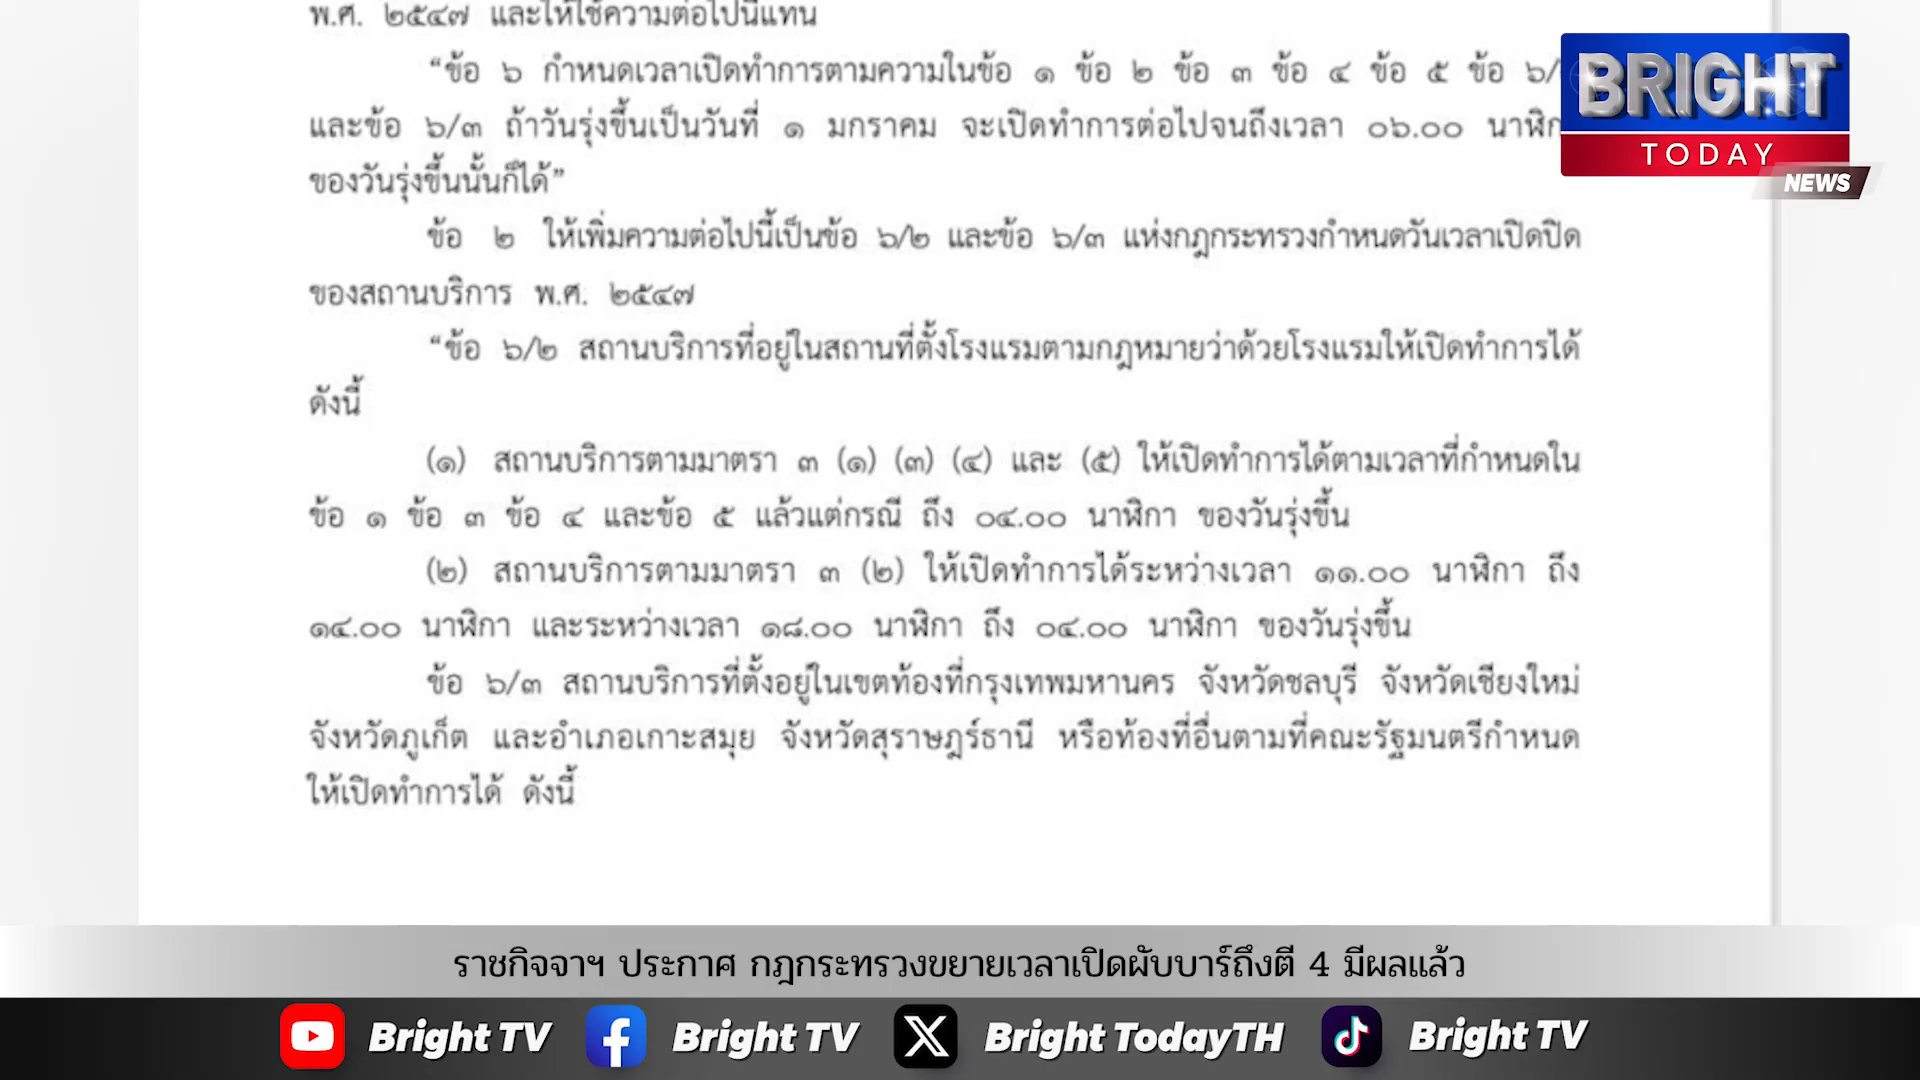 พ.ศ. ๒๕๔๗ และให้ใช้ความต่อไปนี้แทน
“ข้อ ๖ กำหนดเวลาเปิดทำการตามความในข้อ ๑ ข้อ ๒ ข้อ ๓ ข้อ ๔ ข้อ ๕ ข้อ ๖/
และข้อ ๖/๓ ถ้าวันรุ่งขึ้นเป็นวันที่ ๑ มกราคม จะเปิดทำการต่อไปจนถึงเวลา ๐๖.๐๐ นาฬิก
ของวันรุ่งขึ้นนั้นก็ได้”
ข้อ ๒ ให้เพิ่มความต่อไปนี้เป็นข้อ ๖/๒ และข้อ ๖/๓ แห่งกฎกระทรวงกำหนดวันเวลาเปิดปิด
ของสถานบริการ พ.ศ. ๒๕๔๗
“ข้อ ๖/๒ สถานบริการที่อยู่ในสถานที่ตั้งโรงแรมตามกฎหมายว่าด้วยโรงแรมให้เปิดทำการได้
ดังนี้
(๑) สถานบริการตามมาตรา ๓ (๑) (๓) (๔) และ (๕) ให้เปิดทำการได้ตามเวลาที่กำหนดใน
ข้อ ๑ ข้อ ๓ ข้อ ๔ และข้อ ๕ แล้วแต่กรณี ถึง ๐๔.๐๐ นาฬิกา ของวันรุ่งขึ้น
(๒) สถานบริการตามมาตรา ๓ (๒) ให้เปิดทำการได้ระหว่างเวลา ๑๑.๐๐ นาฬิกา ถึง
๑๔.๐๐ นาฬิกา และระหว่างเวลา ๑๘.๐๐ นาฬิกา ถึง ๐๔.๐๐ นาฬิกา ของวันรุ่งขึ้น
ข้อ ๖/๓ สถานบริการที่ตั้งอยู่ในเขตท้องที่กรุงเทพมหานคร จังหวัดชลบุรี จังหวัดเชียงใหม่
จังหวัดภูเก็ต และอำเภอเกาะสมุย จังหวัดสุราษฎร์ธานี หรือท้องที่อื่นตามที่คณะรัฐมนตรีกำหนด
ให้เปิดทำการได้ ดังนี้
BRIGHT
TODAY
NEWS
ราชกิจจาฯ ประกาศ กฎกระทรวงขยายเวลาเปิดผับบาร์ถึงตี 4 มีผลแล้ว
Bright TV Bright TV Bright TodayTH Bright TV